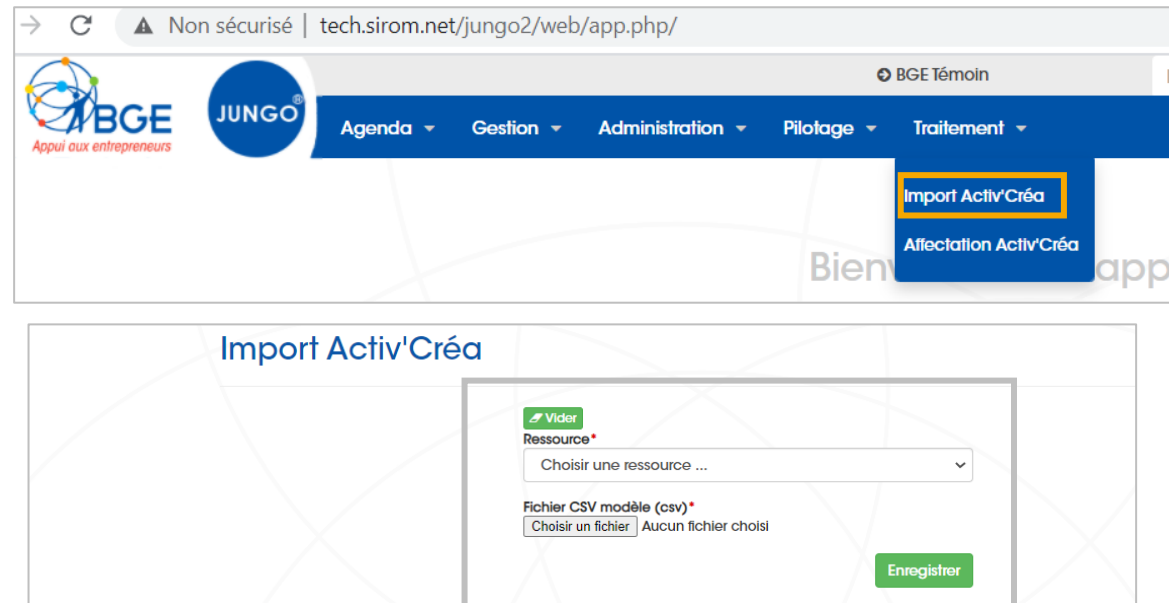 Non sécurisé | tech.sirom.net/jungo2/web/app.php/
BGE Témoin
BGE
Appui aux entrepreneurs
JUNGO®
Agenda Gestion Administration Pilotage Traitement
Import Activ'Créa
Affectation Activ'Créa
Bien app
Import Activ'Créa
Vider
Ressource*
Choisir une ressource ...
Fichier CSV modèle (csv)*
Choisir un fichier Aucun fichier choisi
Enregistrer